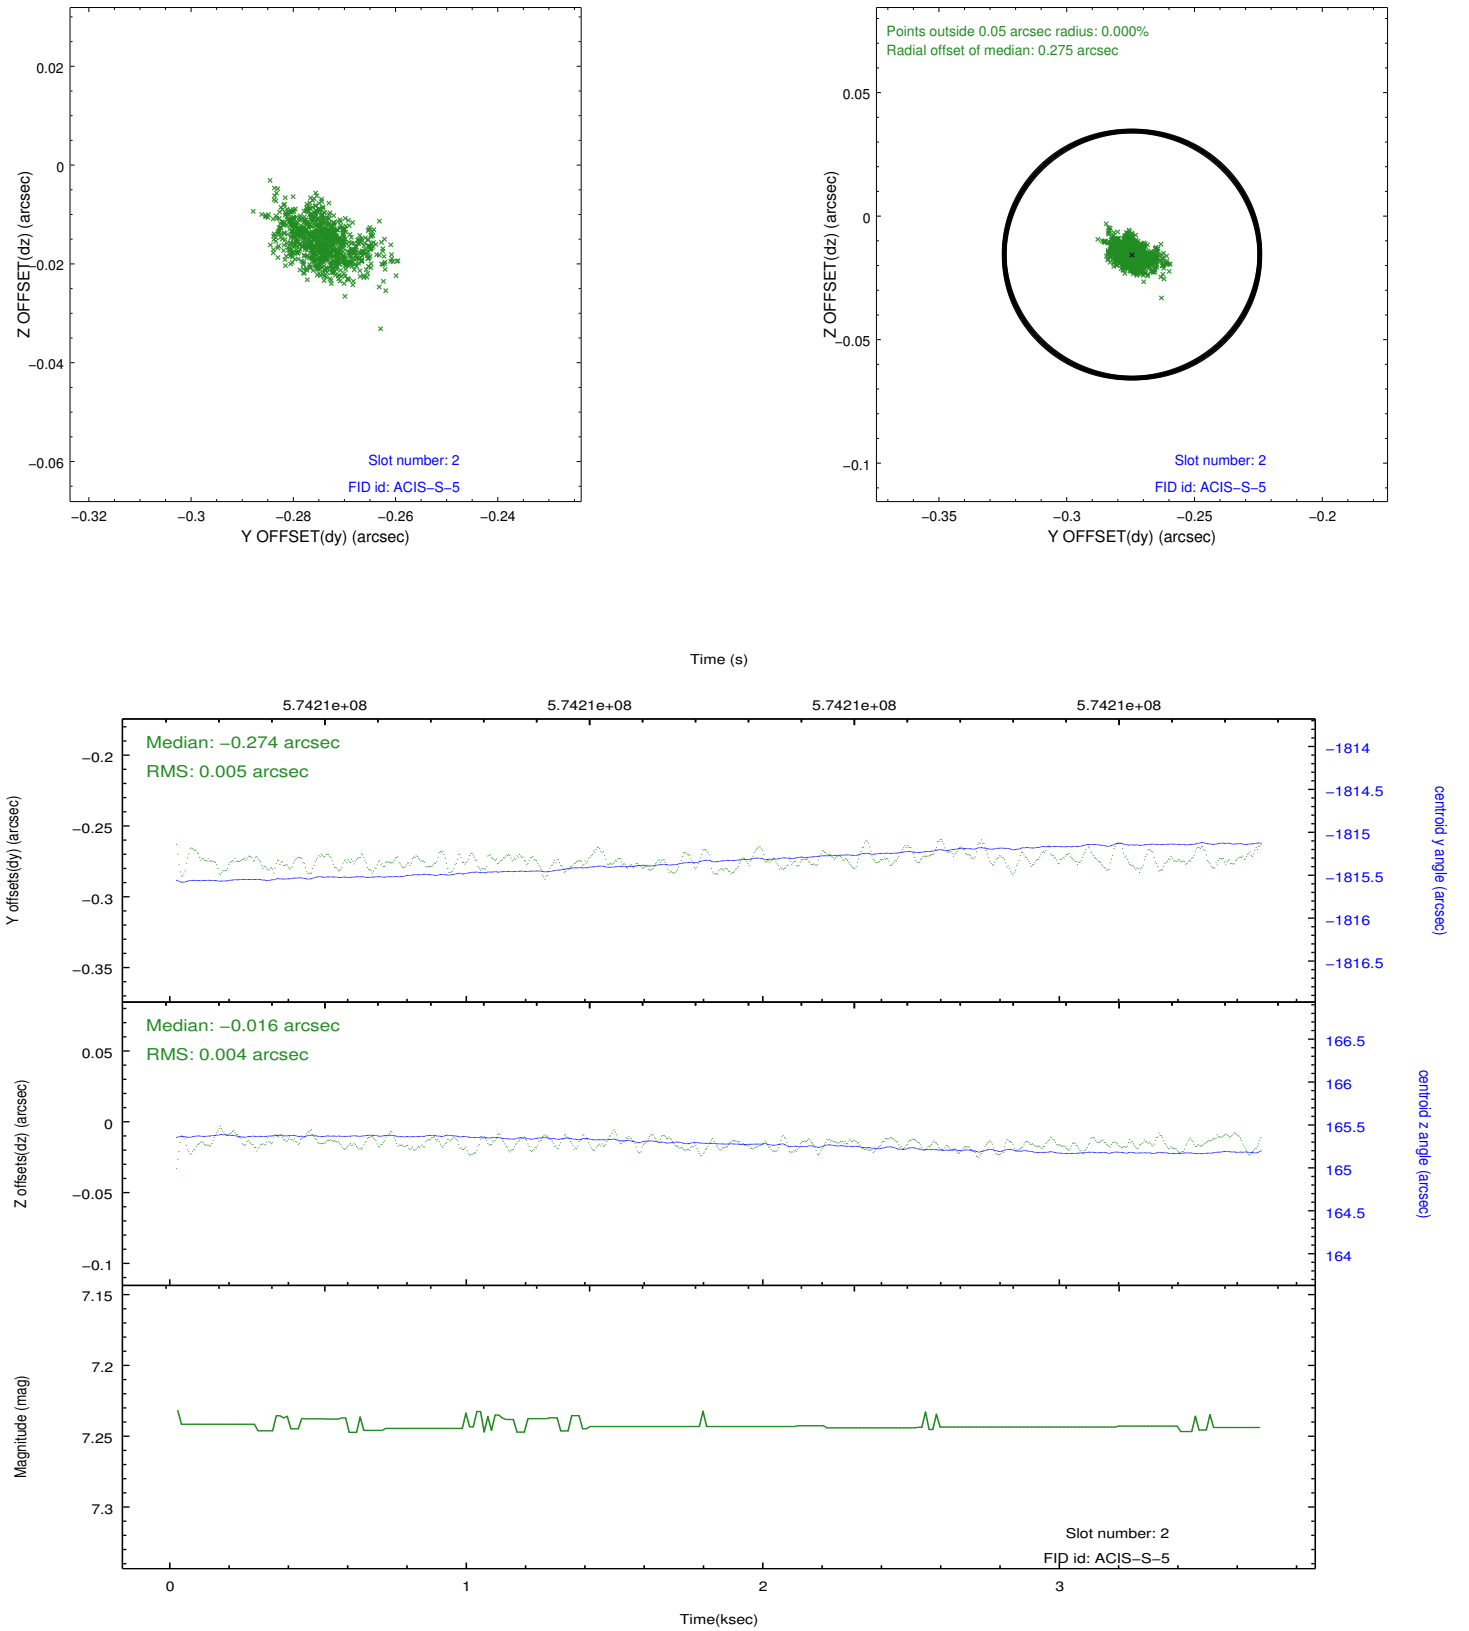 0.02
0
−0.02
−0.04
−0.06
Z OFFSET(dz) (arcsec)
Slot number: 2
FID id: ACIS−S−5
−0.32 −0.3 −0.28 −0.26 −0.24
Y OFFSET(dy) (arcsec)
Points outside 0.05 arcsec radius: 0.000%
Radial offset of median: 0.275 arcsec
0.05
0
−0.05
−0.1
Z OFFSET(dz) (arcsec)
Slot number: 2
FID id: ACIS−S−5
−0.35 −0.3 −0.25 −0.2
Y OFFSET(dy) (arcsec)
Time (s)
5.7421e+08 5.7421e+08 5.7421e+08 5.7421e+08
Median: −0.274 arcsec
RMS: 0.005 arcsec
−0.2
−0.25
−0.3
−0.35
Y offsets(dy) (arcsec)
−1814
−1814.5
−1815
−1815.5
−1816
−1816.5
centroid y angle (arcsec)
Median: −0.016 arcsec
RMS: 0.004 arcsec
0.05
0
−0.05
−0.1
Z offsets(dz) (arcsec)
166.5
166
165.5
165
164.5
164
centroid z angle (arcsec)
7.15
7.2
7.25
7.3
Magnitude (mag)
Slot number: 2
FID id: ACIS−S−5
0 1 2 3
Time(ksec)